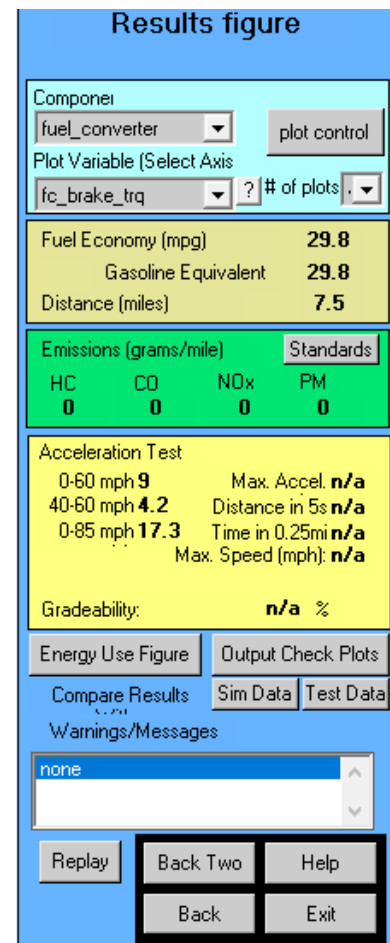 Results figure
Componer
fuel_converter
plot control
Plot Variable (Select Axis
fc_brake_trq ? # of plots
Fuel Economy (mpg) 29.8
Gasoline Equivalent 29.8
Distance (miles) 7.5
Emissions (grams/mile) Standards
HC CO NOx PM
0 0 0 0
Acceleration Test
0-60 mph 9 Max. Accel. n/a
40-60 mph 4.2 Distance in 5s n/a
0-85 mph 17.3 Time in 0.25mi n/a
Max. Speed (mph): n/a
Gradeability: n/a %
Energy Use Figure Output Check Plots
Compare Results Sim Data Test Data
Warnings/Messages
none
Replay Back Two Help
Back Exit